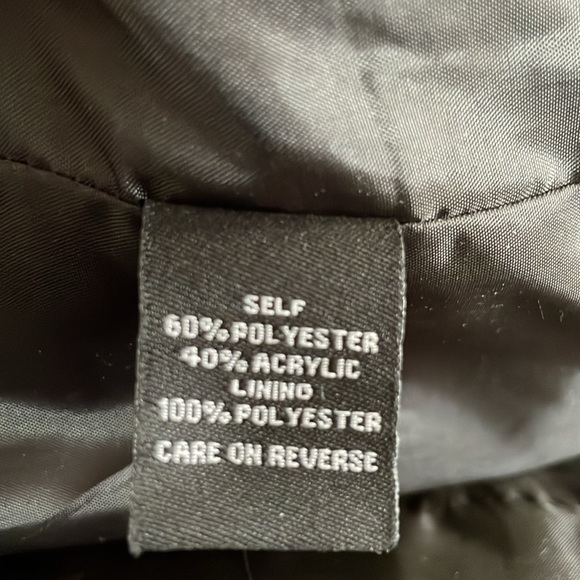 SELF
60% POLYESTER
40% ACRYLIC
LINING
100% POLYESTER
CARE ON REVERSE